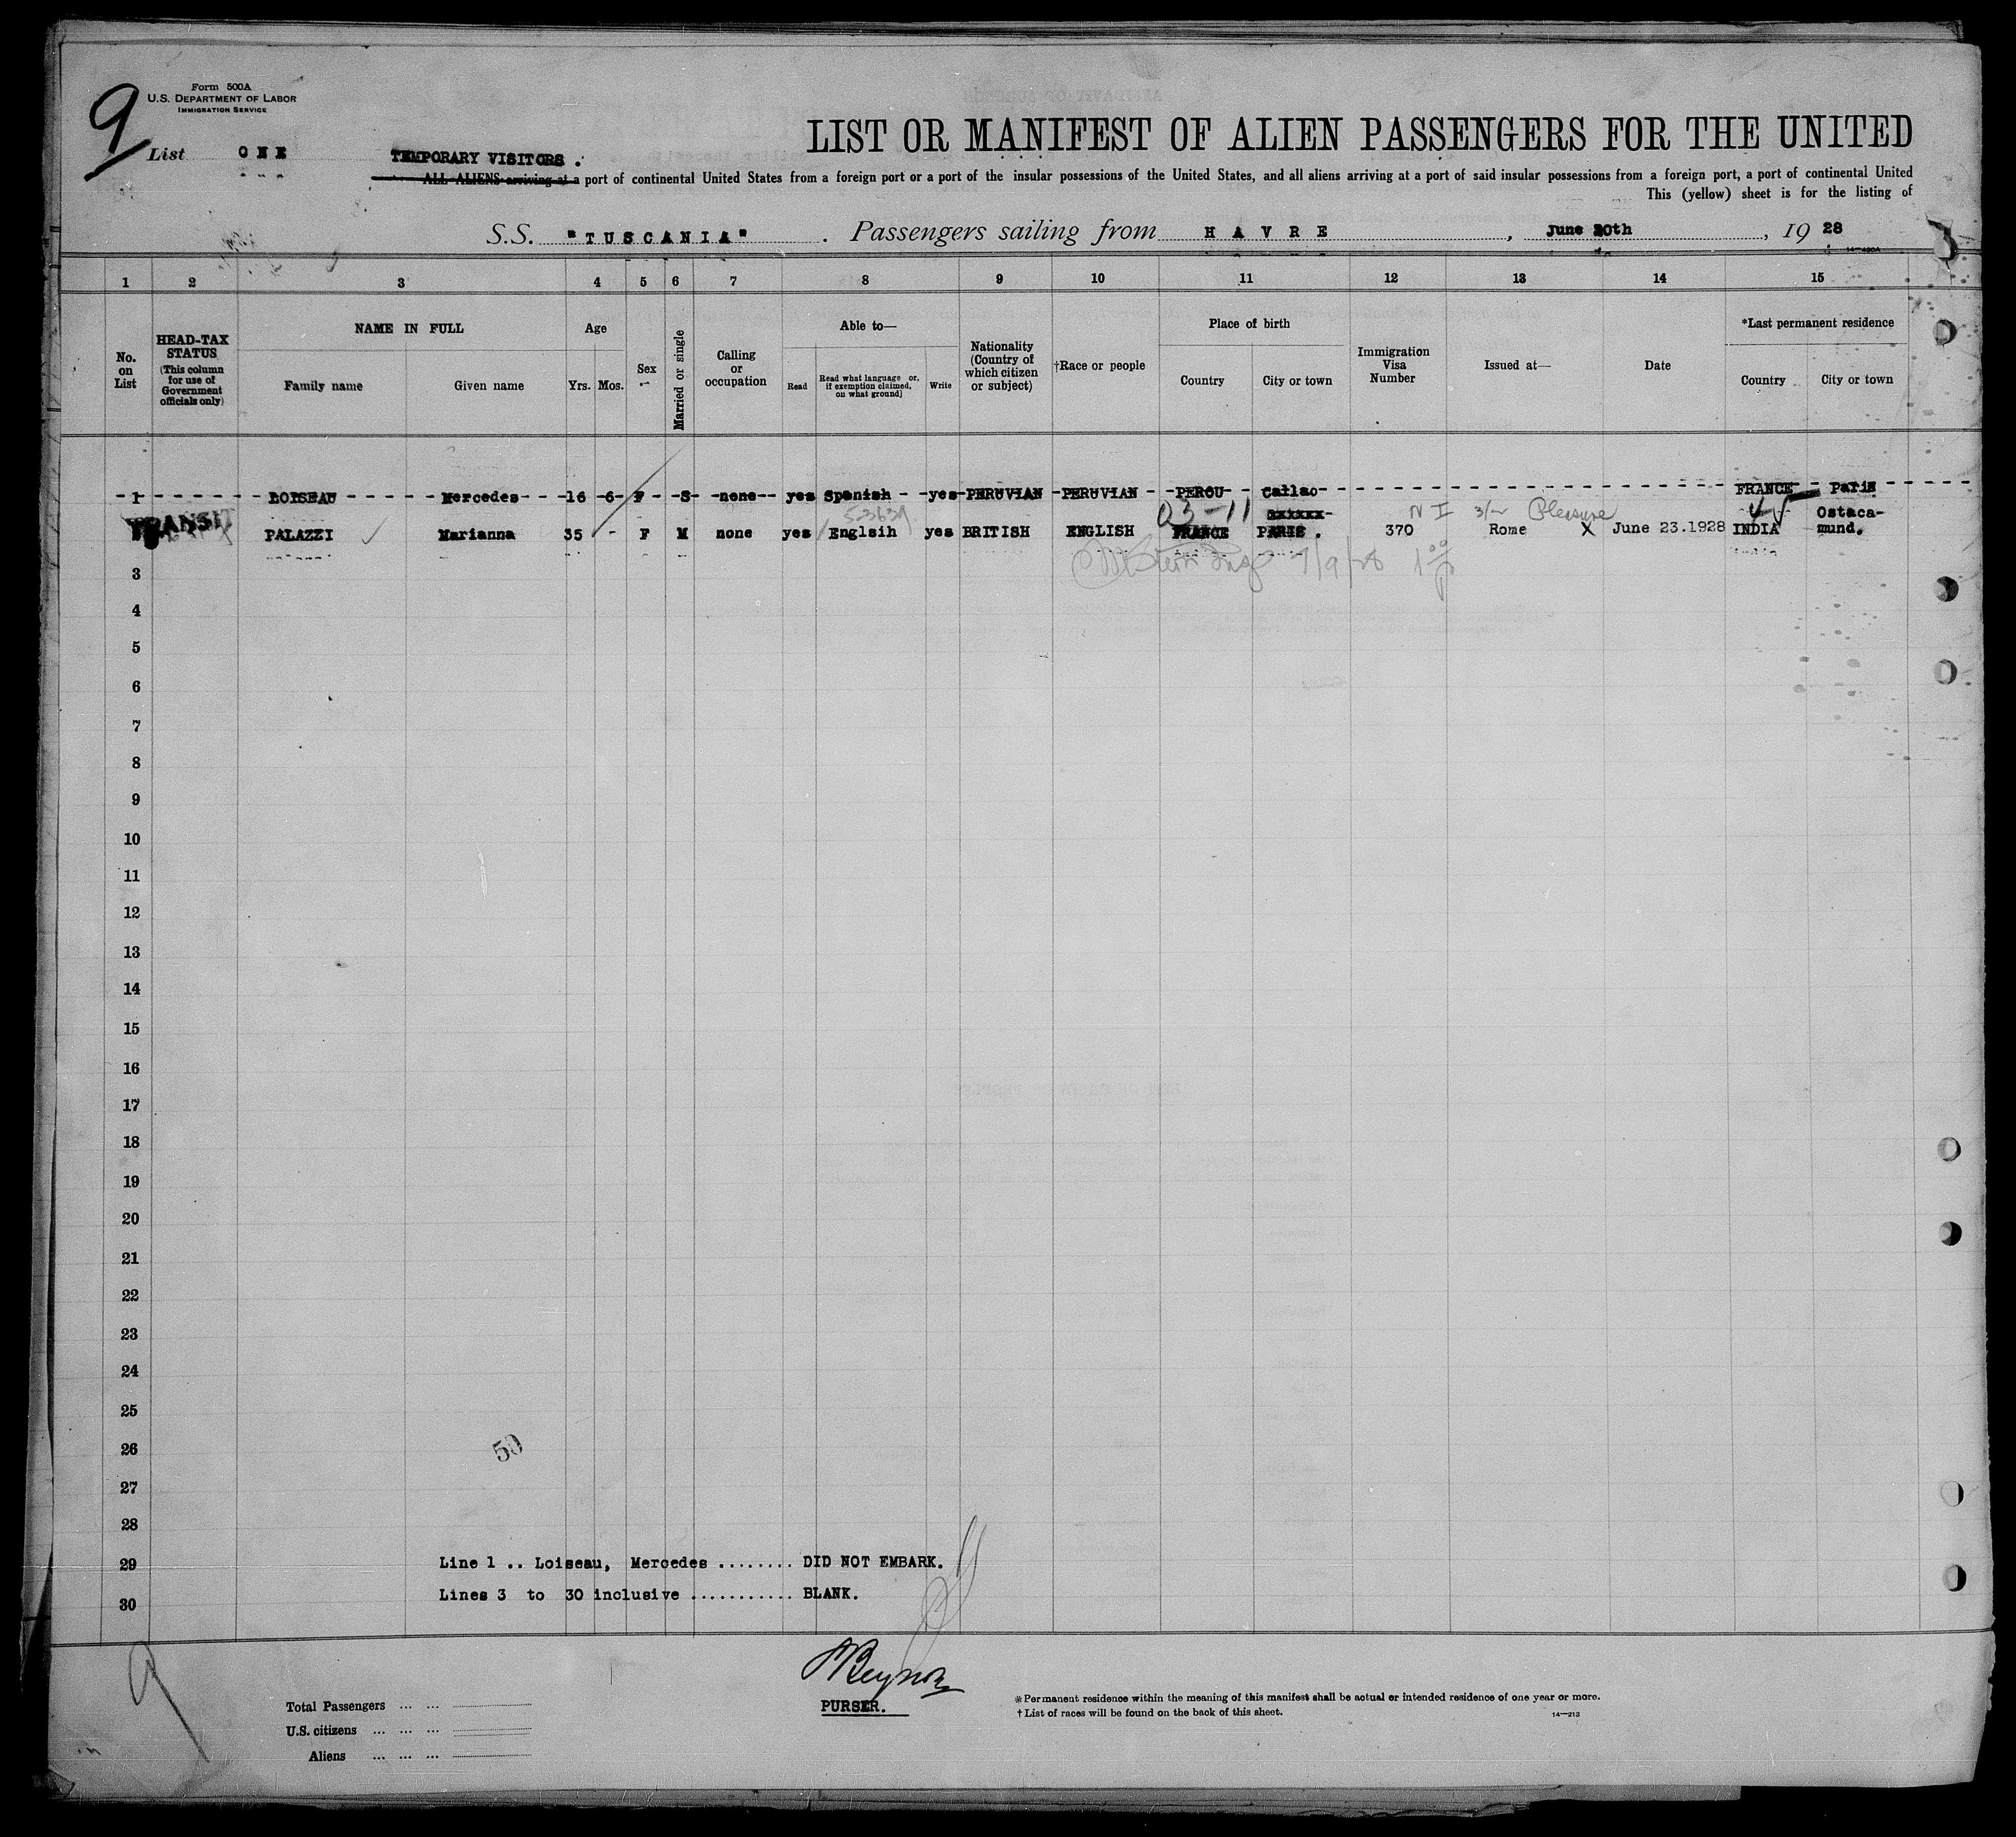 9
Form 500A
U.S. DEPARTMENT OF LABOR
IMMIGRATION SERVICE
List ONE
TEMPORARY VISITORS.
LIST OR MANIFEST OF ALIEN PASSENGERS FOR THE UNITED
ALL ALIENS arriving at a port of continental United States from a foreign port or a port of the insular possessions of the United States, and all aliens arriving at a port of said insular possessions from a foreign port, a port of continental United
This (yellow) sheet is for the listing of
S.S. "TUSCANIA". Passengers sailing from HAVRE, June 30th, 1928
1 2 3 4 5 6 7 8 9 10 11 12 13 14 15
No. on List
HEAD-TAX STATUS
(This column for use of Government officials only)
NAME IN FULL
Family name Given name
Age
Yrs. Mos.
Sex
Married or single
Calling or occupation
Able to—
Read
Read what language [or, if exemption claimed, on what ground]
Write
Nationality (Country of which citizen or subject)
†Race or people
Place of birth
Country City or town
Immigration Visa Number
Issued at—
Date
*Last permanent residence
Country City or town
1 LOISEAU Mercedes 16 6 F S none yes Spanish yes PERUVIAN PERUVIAN PEROU Callao FRANCE Paris
523639 03-11 NI Pleasure
TRANSIT PALAZZI Marianna 35 - F M none yes Englsih yes BRITISH ENGLISH FRANCE PARIS. 370 Rome X June 23.1928 INDIA Ostaca-
mund.
7/9/28
3
4
5
6
7
8
9
10
11
12
13
14
15
16
17
18
19
20
21
22
23
24
25
26
50
27
28
29 Line 1 .. Loiseau, Mercedes ........ DID NOT EMBARK.
30 Lines 3 to 30 inclusive ........... BLANK.
9
PURSER.
Total Passengers ... ...
U.S. citizens ... ... ...
Aliens ... ... ...
*Permanent residence within the meaning of this manifest shall be actual or intended residence of one year or more.
†List of races will be found on the back of this sheet.
14—213